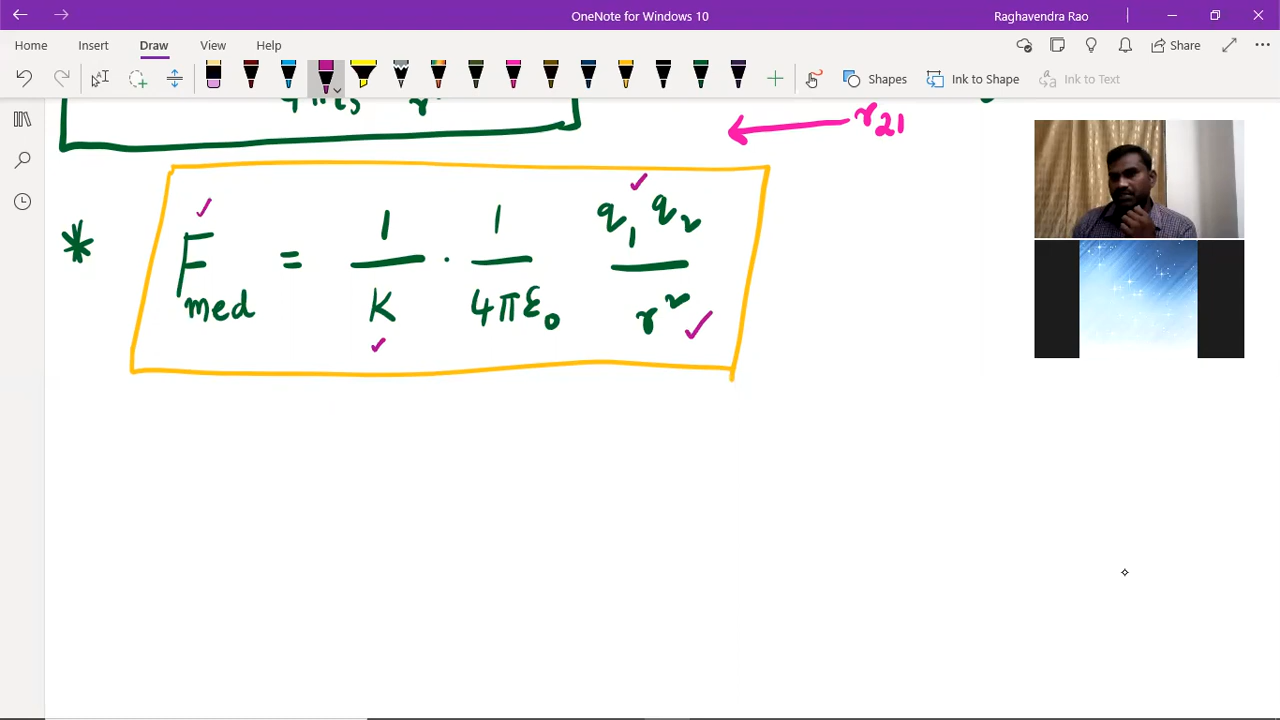 OneNote for Windows 10
Raghavendra Rao
Home Insert Draw View Help
Share
Shapes Ink to Shape Ink to Text
r21
* Fmed = 1/K · 1/4πε0 q1q2/r²